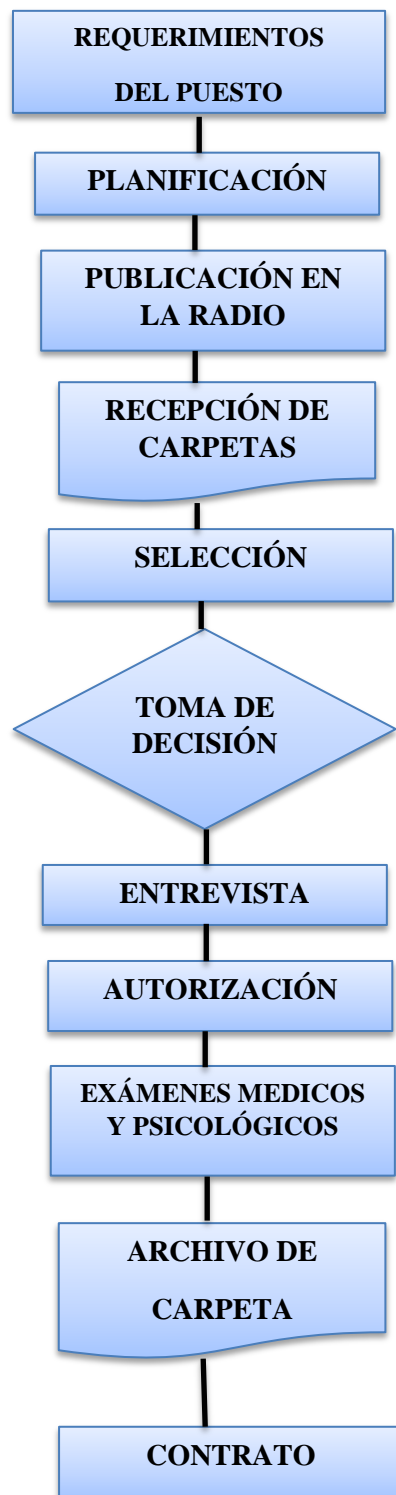 REQUERIMIENTOS
DEL PUESTO
PLANIFICACIÓN
PUBLICACIÓN EN
LA RADIO
RECEPCIÓN DE
CARPETAS
SELECCIÓN
TOMA DE
DECISIÓN
ENTREVISTA
AUTORIZACIÓN
EXÁMENES MEDICOS
Y PSICOLÓGICOS
ARCHIVO DE
CARPETA
CONTRATO